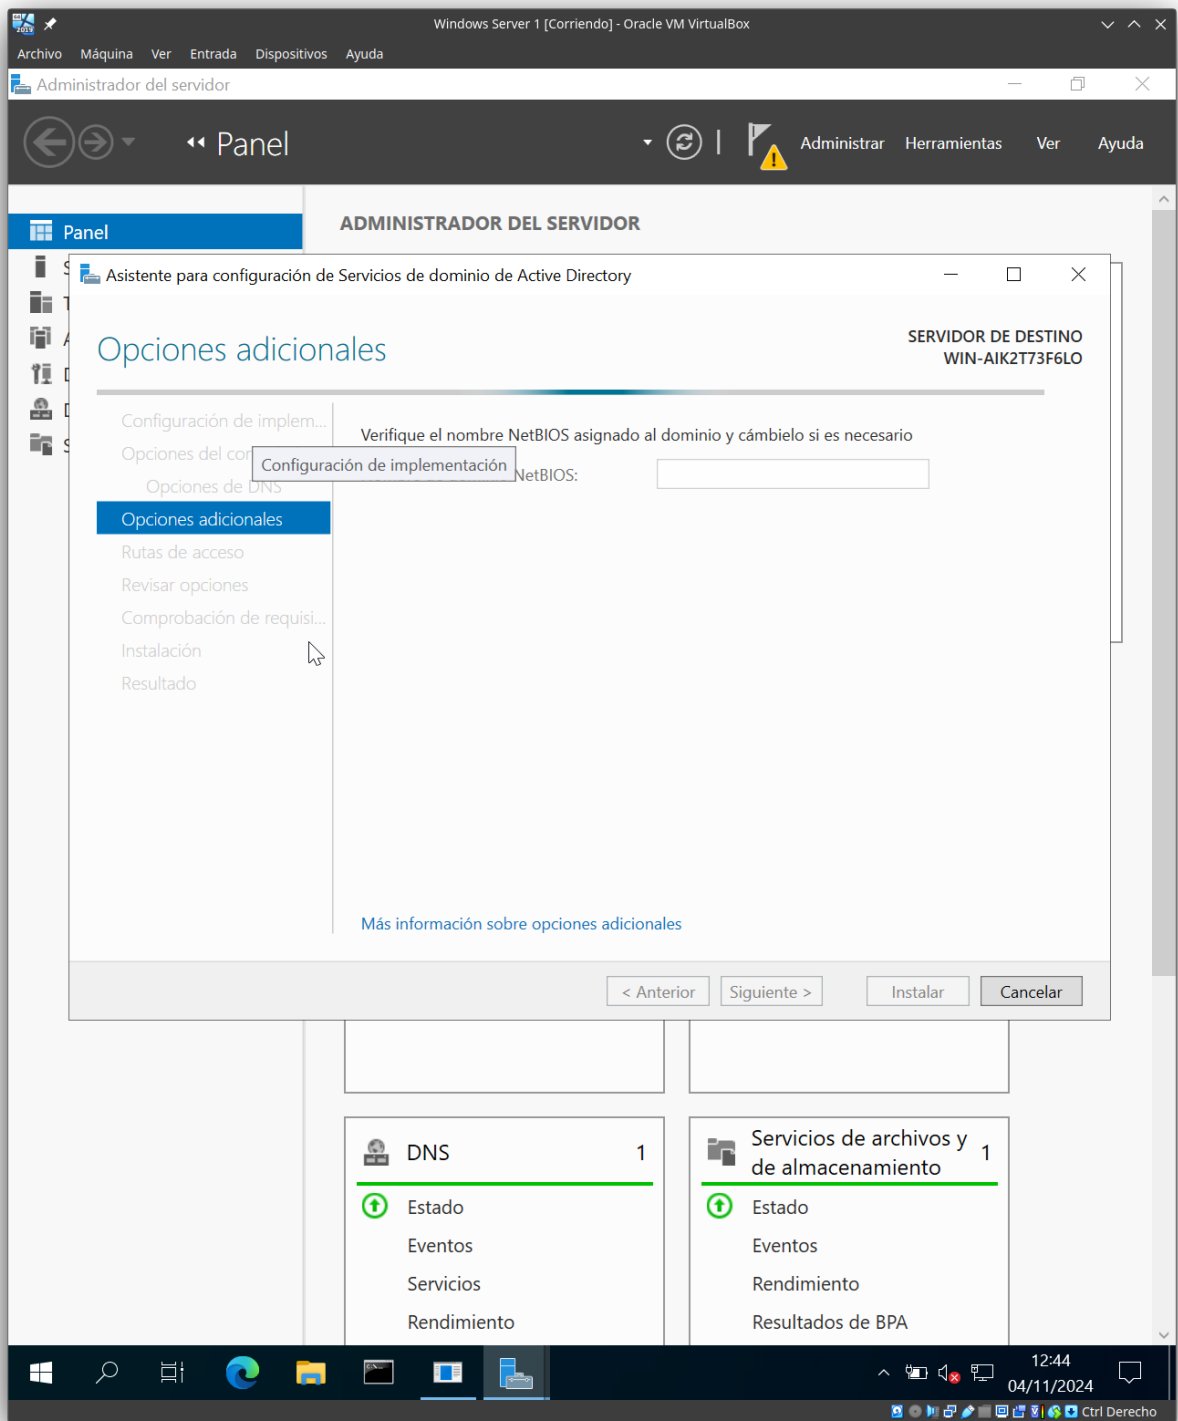 Windows Server 1 [Corriendo] - Oracle VM VirtualBox
Archivo Máquina Ver Entrada Dispositivos Ayuda
Administrador del servidor
Panel
Administrar Herramientas Ver Ayuda
Panel
ADMINISTRADOR DEL SERVIDOR
Asistente para configuración de Servicios de dominio de Active Directory
Opciones adicionales
SERVIDOR DE DESTINO
WIN-AIK2T73F6LO
Configuración de implem...
Opciones del con
Opciones de DNS
Opciones adicionales
Rutas de acceso
Revisar opciones
Comprobación de requisi...
Instalación
Resultado
Configuración de implementación
Verifique el nombre NetBIOS asignado al dominio y cámbielo si es necesario
NetBIOS:
Más información sobre opciones adicionales
< Anterior Siguiente > Instalar Cancelar
DNS 1
Estado
Eventos
Servicios
Rendimiento
Servicios de archivos y
de almacenamiento 1
Estado
Eventos
Rendimiento
Resultados de BPA
12:44
04/11/2024
Ctrl Derecho